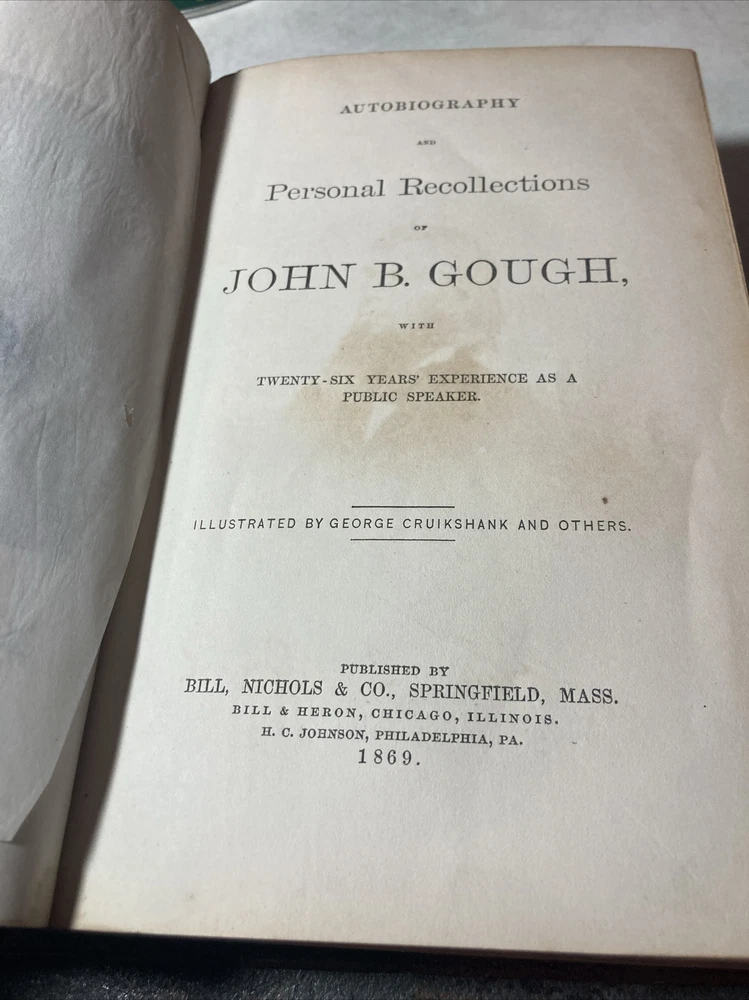 AUTOBIOGRAPHY
AND
Personal Recollections
OF
JOHN B. GOUGH,
WITH
TWENTY-SIX YEARS' EXPERIENCE AS A
PUBLIC SPEAKER.
ILLUSTRATED BY GEORGE CRUIKSHANK AND OTHERS.
PUBLISHED BY
BILL, NICHOLS & CO., SPRINGFIELD, MASS.
BILL & HERON, CHICAGO, ILLINOIS.
H. C. JOHNSON, PHILADELPHIA, PA.
1869.